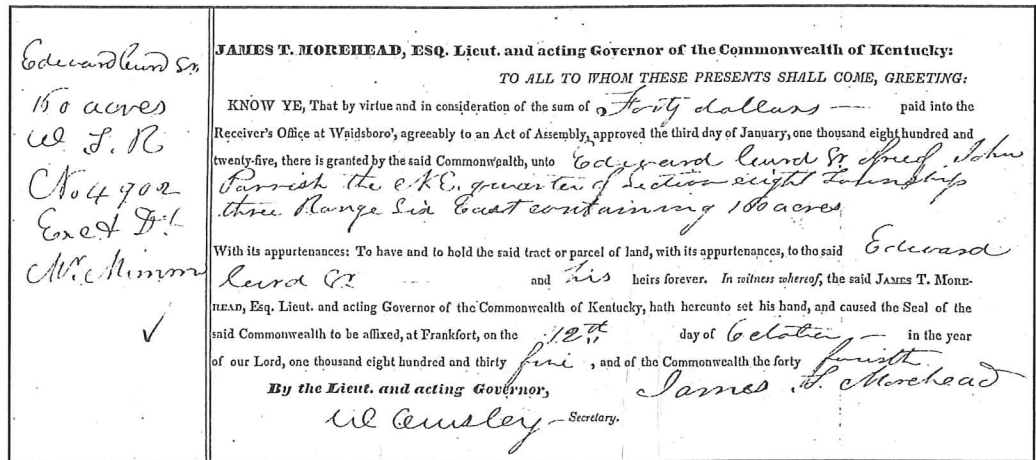 Edward Curd Sr
160 acres
W T R
No 4902
Exd Dd
Mr Mimm
✓
JAMES T. MOREHEAD, ESQ. Lieut. and acting Governor of the Commonwealth of Kentucky:
TO ALL TO WHOM THESE PRESENTS SHALL COME, GREETING:
KNOW YE, That by virtue and in consideration of the sum of Forty dollars — paid into the
Receiver's Office at Waidsboro', agreeably to an Act of Assembly, approved the third day of January, one thousand eight hundred and
twenty-five, there is granted by the said Commonwealth, unto Edward Curd Sr John
Parrish the N.E. quarter of Section eight Township
three Range Six East containing 160 acres
With its appurtenances: To have and to hold the said tract or parcel of land, with its appurtenances, to the said Edward
Curd Sr and his heirs forever. In witness whereof, the said JAMES T. MORE-
HEAD, Esq. Lieut. and acting Governor of the Commonwealth of Kentucky, hath hereunto set his hand, and caused the Seal of the
said Commonwealth to be affixed, at Frankfort, on the 12th day of October — in the year
of our Lord, one thousand eight hundred and thirty five, and of the Commonwealth the forty fourth
By the Lieut. and acting Governor, James T. Morehead
W Owsley — Secretary.